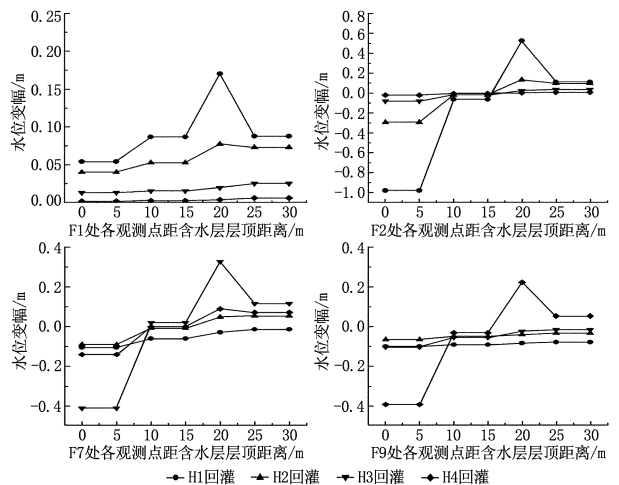 0.25
0.20
0.15
0.10
0.05
0.00
水位变幅/m
0 5 10 15 20 25 30
F1处各观测点距含水层层顶距离/m
0.8
0.6
0.4
0.2
0.0
-0.2
-0.4
-0.6
-0.8
-1.0
水位变幅/m
0 5 10 15 20 25 30
F2处各观测点距含水层层顶距离/m
0.4
0.2
0.0
-0.2
-0.4
水位变幅/m
0 5 10 15 20 25 30
F7处各观测点距含水层层顶距离/m
0.4
0.2
0.0
-0.2
-0.4
水位变幅/m
0 5 10 15 20 25 30
F9处各观测点距含水层层顶距离/m
H1回灌 H2回灌 H3回灌 H4回灌